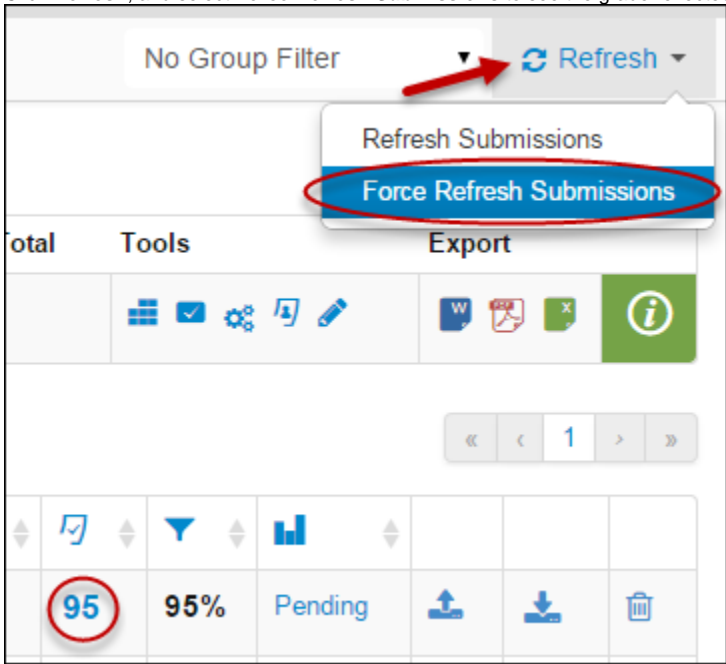 No Group Filter Refresh
Refresh Submissions
Force Refresh Submissions
Total Tools Export
« ‹ 1 › »
95 95% Pending